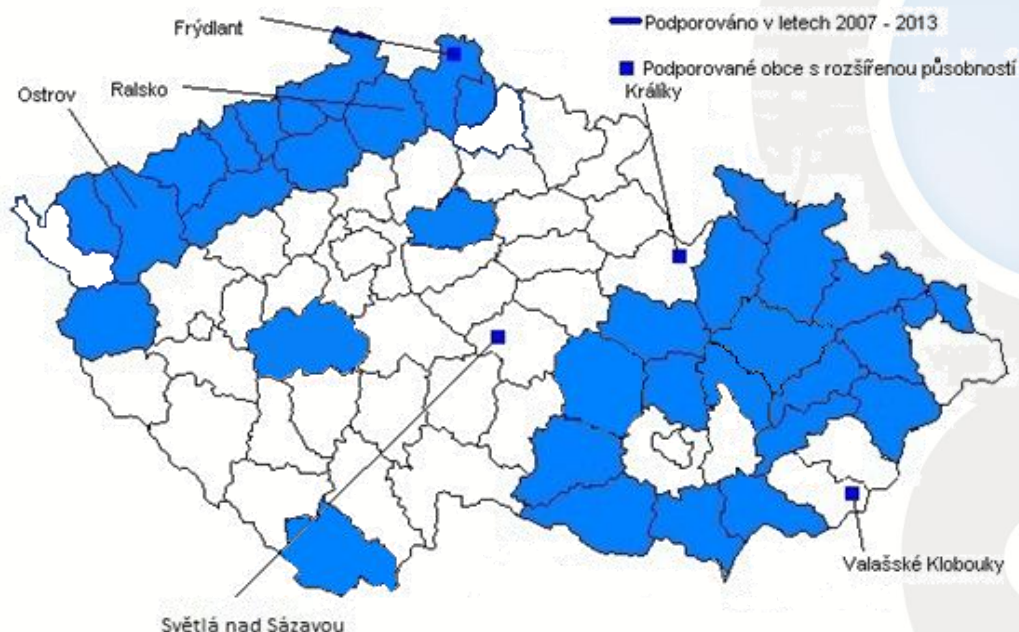 Frýdlant
Podporováno v letech 2007 - 2013
Podporované obce s rozšířenou působností
Ostrov
Ralsko
Králíky
Valašské Klobouky
Světlá nad Sázavou